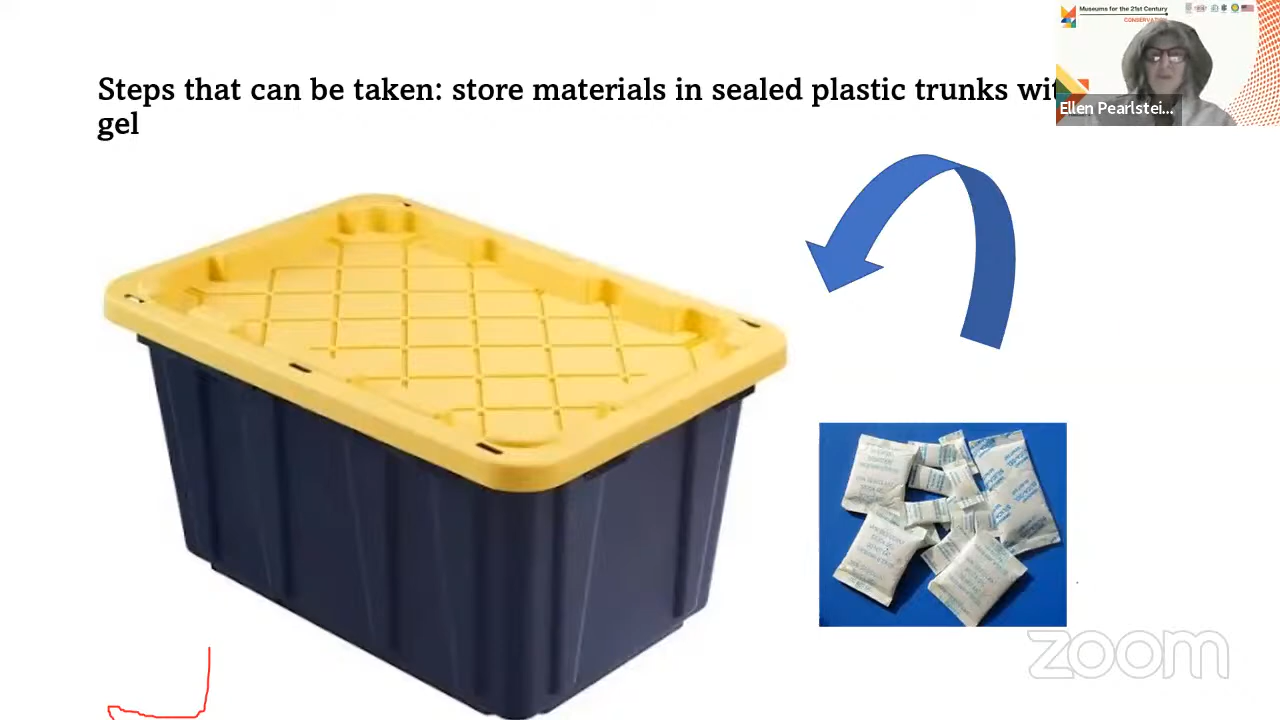 Museums for the 21st Century
CONSERVATION
Steps that can be taken: store materials in sealed plastic trunks wit
gel
Ellen Pearlstei...
zoom